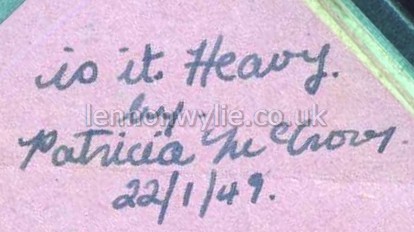 is it Heavy.
by
lennonwylie.co.uk
Patricia
22/1/49.